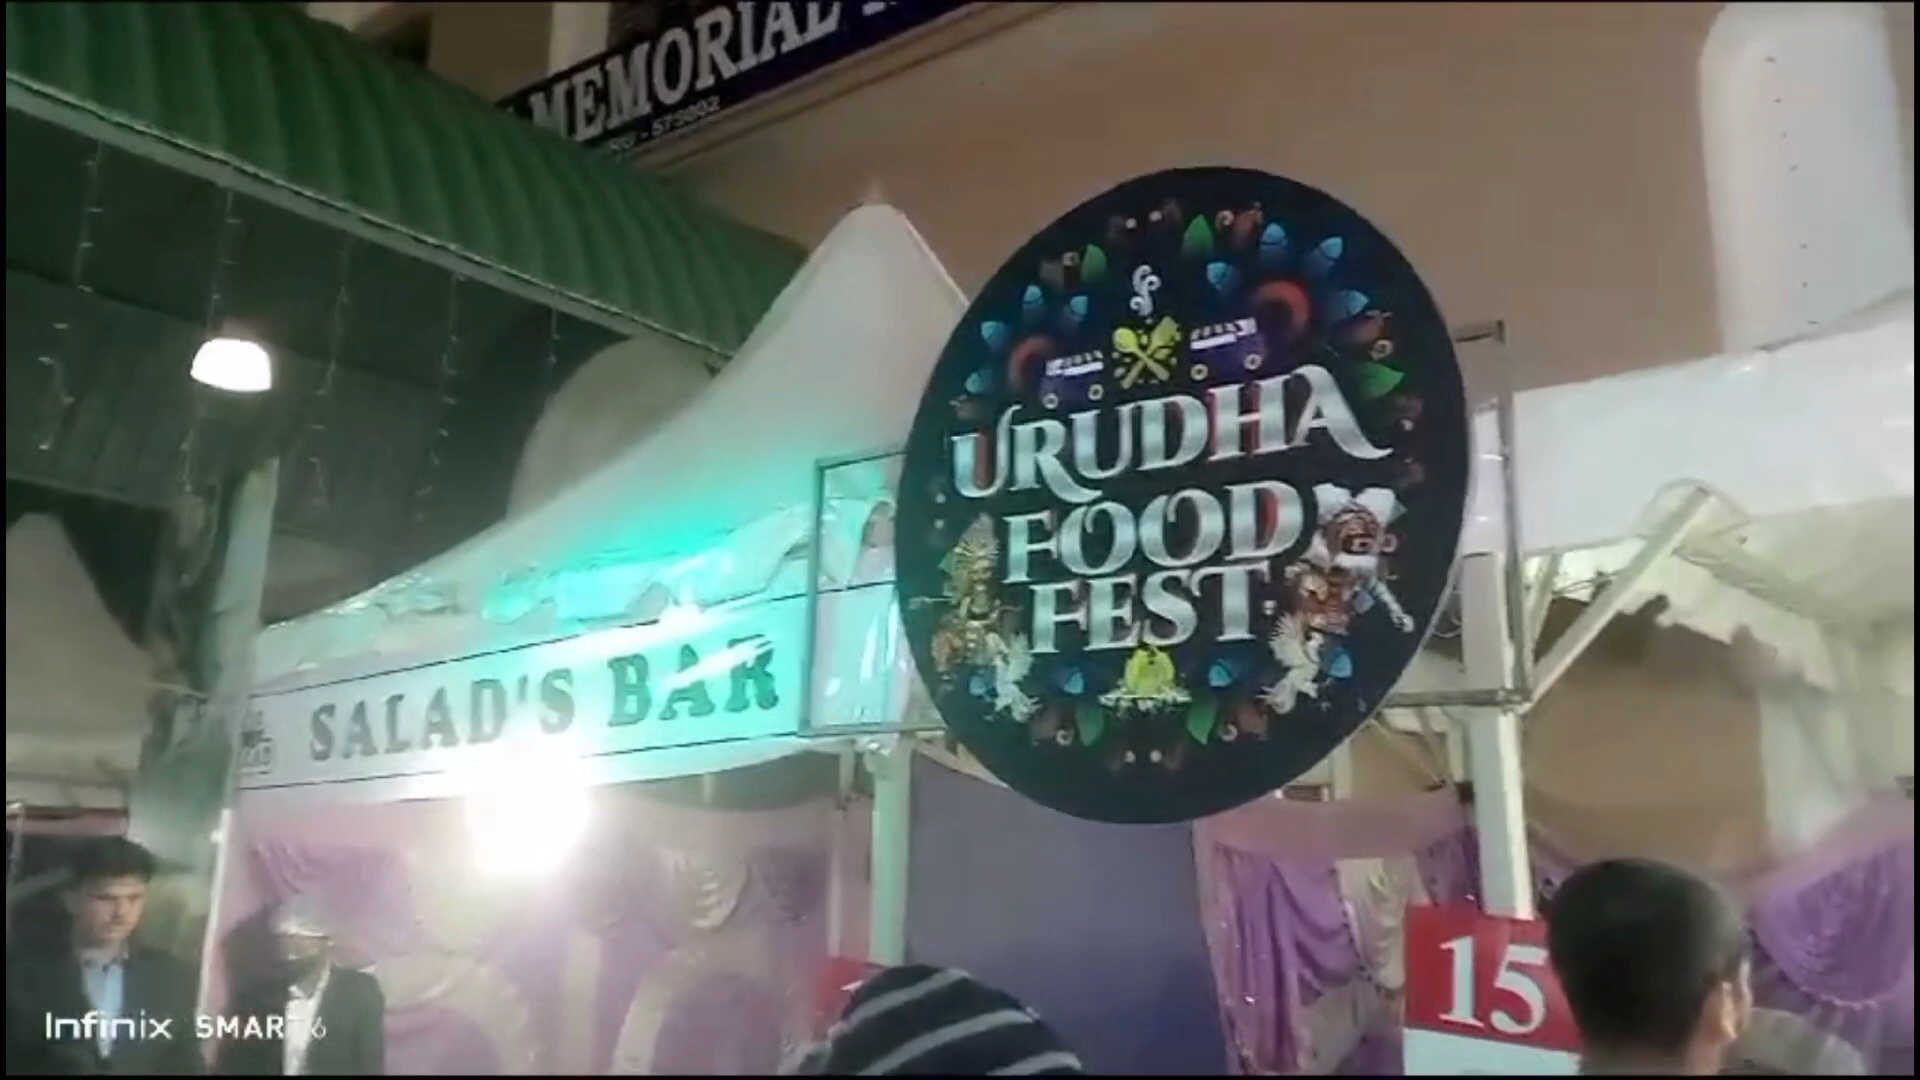 MEMORIAL
URUDHA
FOOD
FEST
SALAD'S BAR
15
Infinix SMART 6